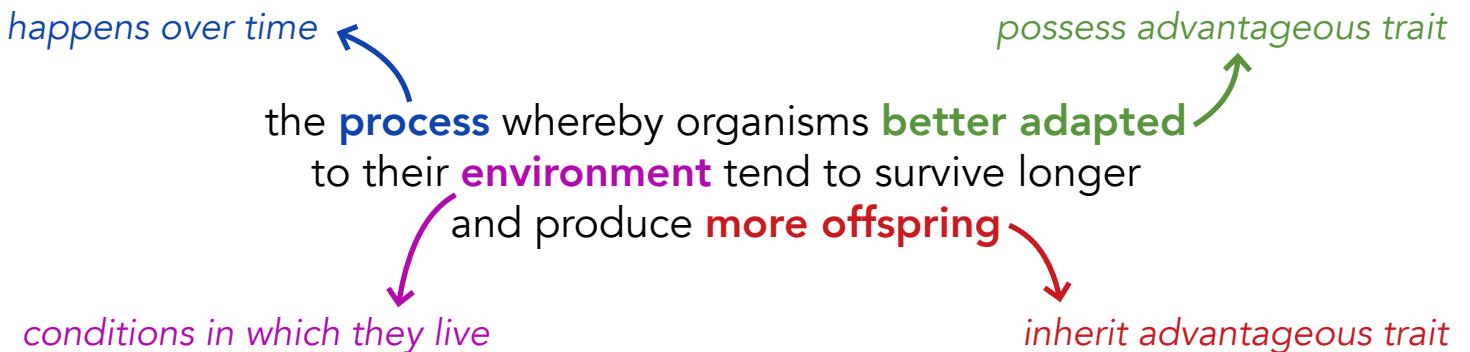 happens over time
possess advantageous trait
the process whereby organisms better adapted
to their environment tend to survive longer
and produce more offspring
conditions in which they live
inherit advantageous trait